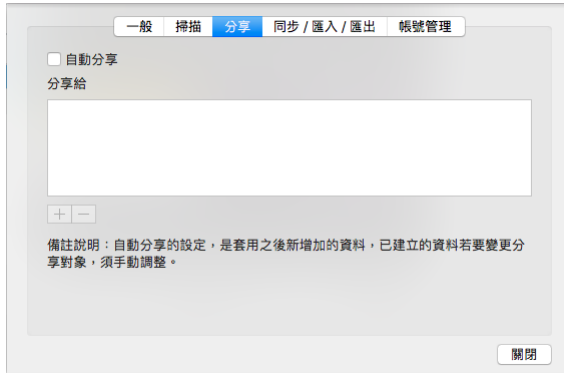 一般 掃描 分享 同步 / 匯入 / 匯出 帳號管理
自動分享
分享給
+ −
備註說明：自動分享的設定，是套用之後新增加的資料，已建立的資料若要變更分
享對象，須手動調整。
關閉